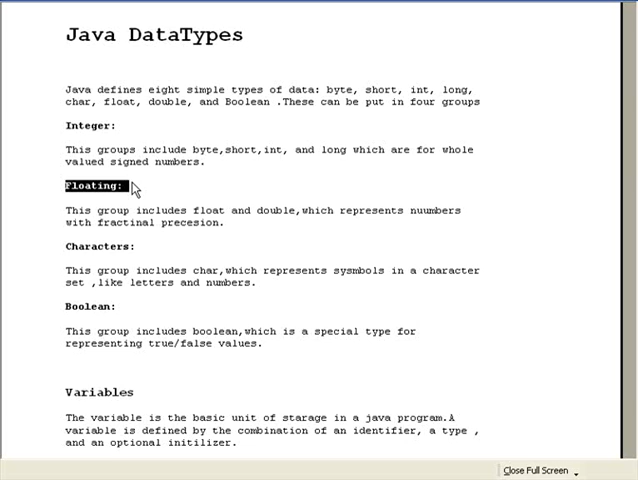 Java DataTypes
Java defines eight simple types of data: byte, short, int, long,
char, float, double, and Boolean .These can be put in four groups
Integer:
This groups include byte,short,int, and long which are for whole
valued signed numbers.
Floating:
This group includes float and double,which represents nuumbers
with fractinal precesion.
Characters:
This group includes char,which represents sysmbols in a character
set ,like letters and numbers.
Boolean:
This group includes boolean,which is a special type for
representing true/false values.
Variables
The variable is the basic unit of starage in a java program.A
variable is defined by the combination of an identifier, a type ,
and an optional initilizer.
Close Full Screen